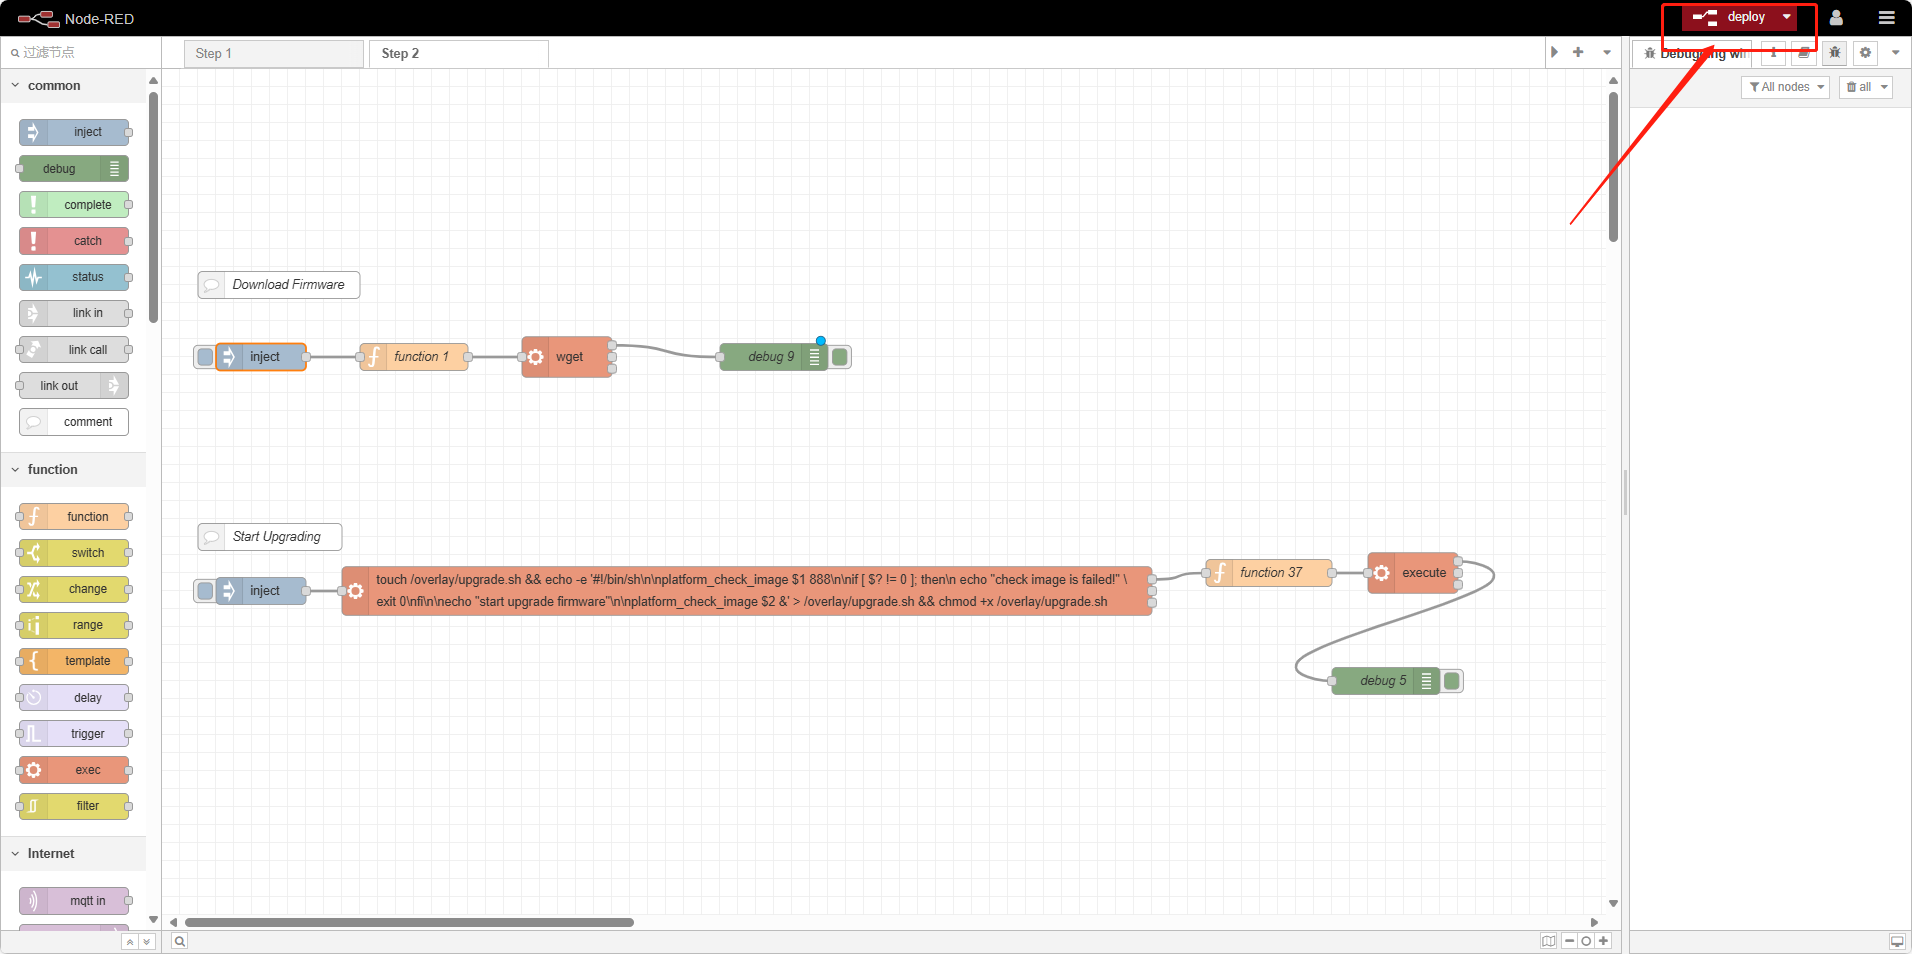 Node-RED
deploy
过滤节点
Step 1
Step 2
Debugging win
All nodes
all
common
inject
debug
complete
catch
status
link in
link call
link out
comment
function
function
switch
change
range
template
delay
trigger
exec
filter
Internet
mqtt in
Download Firmware
inject
function 1
wget
debug 9
Start Upgrading
inject
touch /overlay/upgrade.sh && echo -e '#!/bin/sh\n\nplatform_check_image $1 888\n\nif [ $? != 0 ]; then\n echo "check image is failed!" \
exit 0\nfi\n\necho "start upgrade firmware"\n\nplatform_check_image $2 &' > /overlay/upgrade.sh && chmod +x /overlay/upgrade.sh
function 37
execute
debug 5